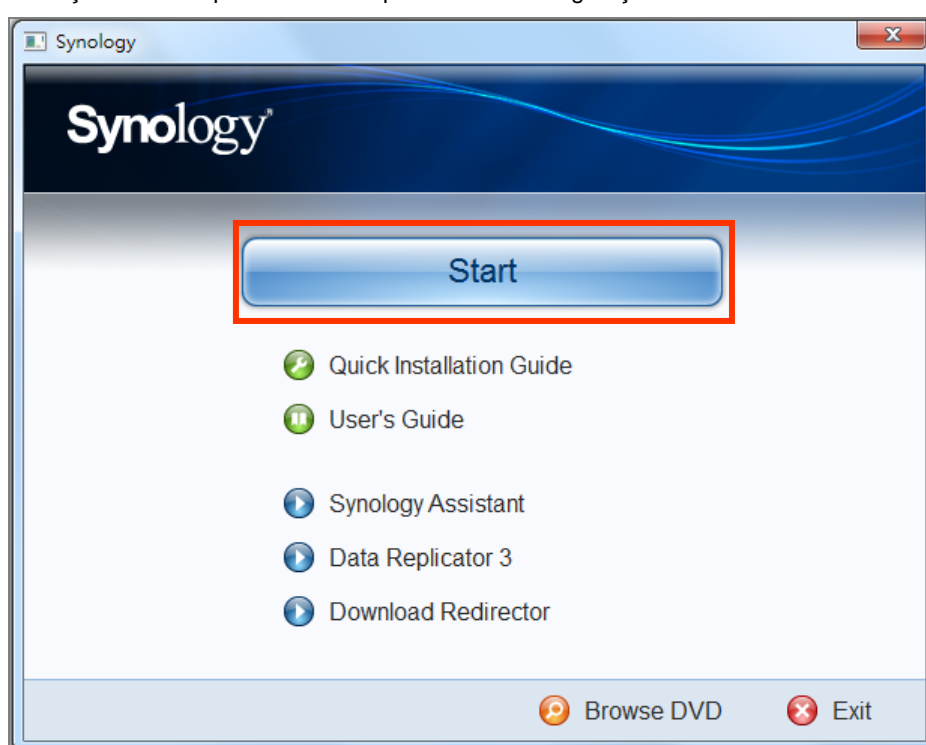 Synology
Synology
Start
Quick Installation Guide
User's Guide
Synology Assistant
Data Replicator 3
Download Redirector
Browse DVD
Exit